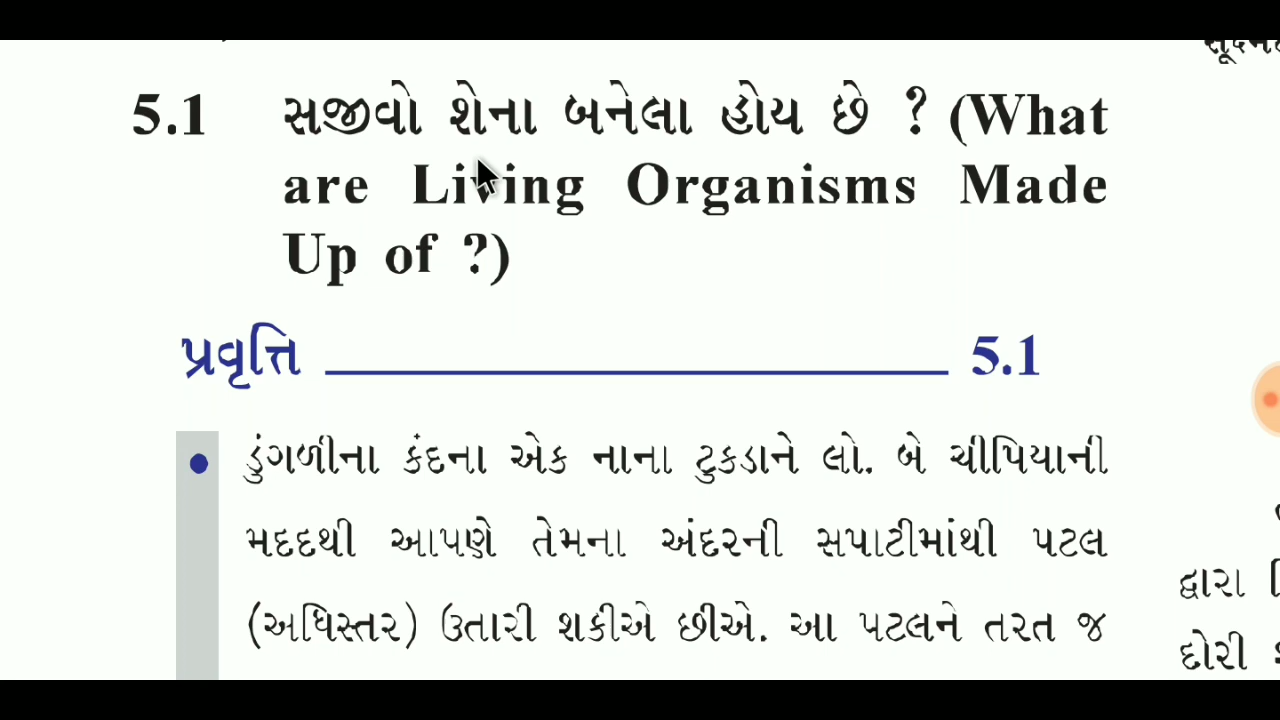 5.1 સજીવો શેના બનેલા હોય છે ? (What
are Living Organisms Made
Up of ?)
પ્રવૃત્તિ 5.1
• ડુંગળીના કંદના એક નાના ટુકડાને લો. બે ચીપિયાની
મદદથી આપણે તેમના અંદરની સપાટીમાંથી પટલ
(અધિસ્તર) ઉતારી શકીએ છીએ. આ પટલને તરત જ
દ્વારા
દોરી